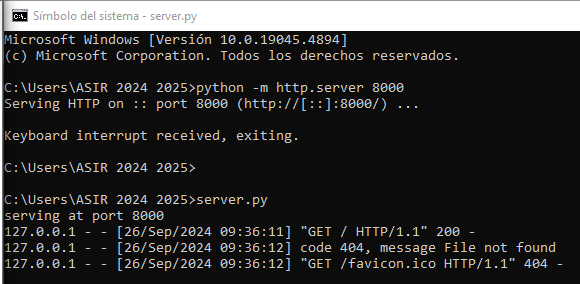 Símbolo del sistema - server.py
Microsoft Windows [Versión 10.0.19045.4894]
(c) Microsoft Corporation. Todos los derechos reservados.
C:\Users\ASIR 2024 2025>python -m http.server 8000
Serving HTTP on :: port 8000 (http://[::]:8000/) ...
Keyboard interrupt received, exiting.
C:\Users\ASIR 2024 2025>
C:\Users\ASIR 2024 2025>server.py
serving at port 8000
127.0.0.1 - - [26/Sep/2024 09:36:11] "GET / HTTP/1.1" 200 -
127.0.0.1 - - [26/Sep/2024 09:36:12] code 404, message File not found
127.0.0.1 - - [26/Sep/2024 09:36:12] "GET /favicon.ico HTTP/1.1" 404 -